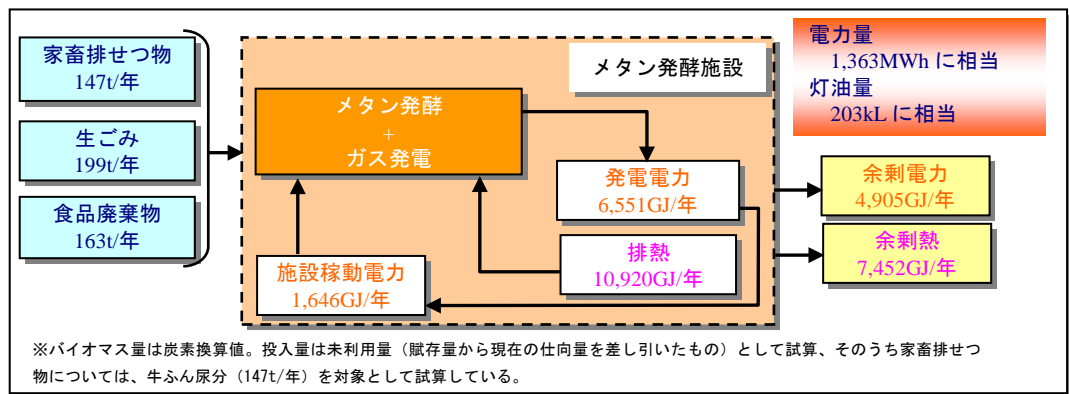 家畜排せつ物
147t/年
生ごみ
199t/年
食品廃棄物
163t/年
メタン発酵施設
メタン発酵
+
ガス発電
発電電力
6,551GJ/年
排熱
10,920GJ/年
施設稼動電力
1,646GJ/年
電力量
1,363MWh に相当
灯油量
203kL に相当
余剰電力
4,905GJ/年
余剰熱
7,452GJ/年
※バイオマス量は炭素換算値。投入量は未利用量（賦存量から現在の仕向量を差し引いたもの）として試算、そのうち家畜排せつ
物については、牛ふん尿分（147t/年）を対象として試算している。